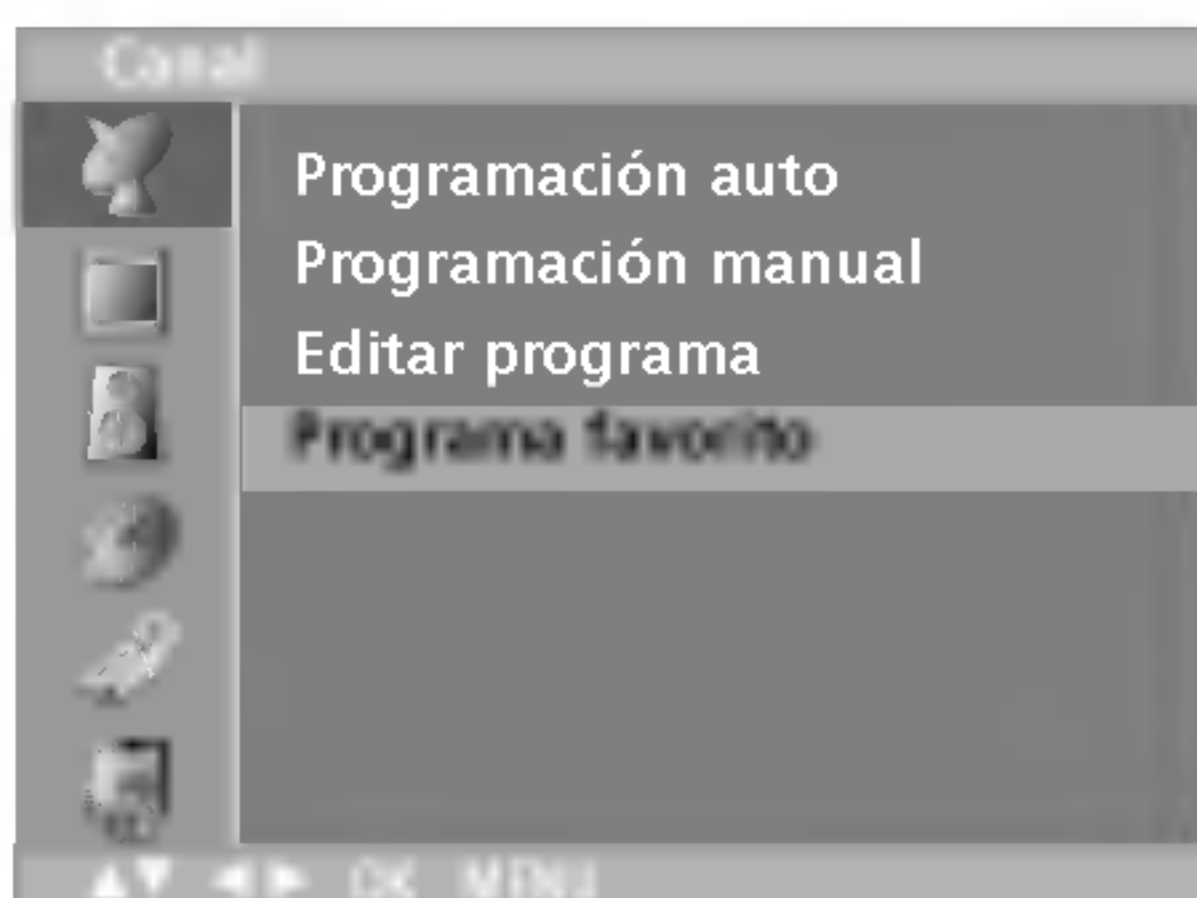 Canal
Programación auto
Programación manual
Editar programa
Programa favorito
▲▼ ◄► OK MENU